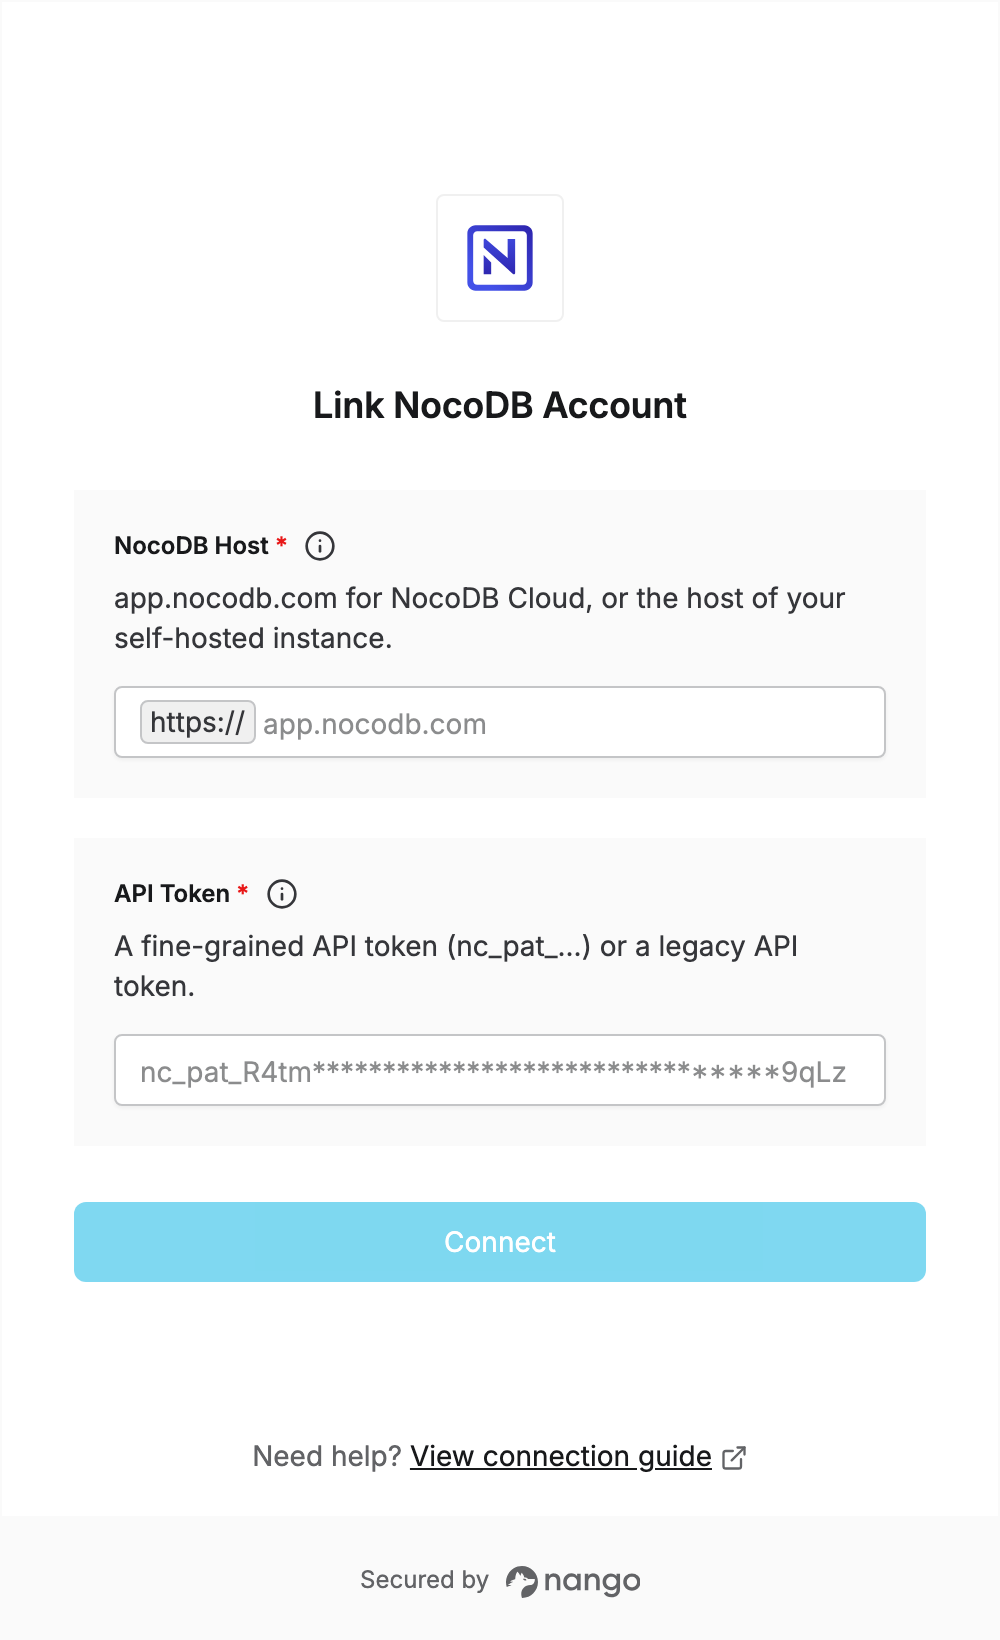 Link NocoDB Account
NocoDB Host *
app.nocodb.com for NocoDB Cloud, or the host of your
self-hosted instance.
https:// app.nocodb.com
API Token *
A fine-grained API token (nc_pat_...) or a legacy API
token.
nc_pat_R4tm********************************9qLz
Connect
Need help? View connection guide
Secured by nango